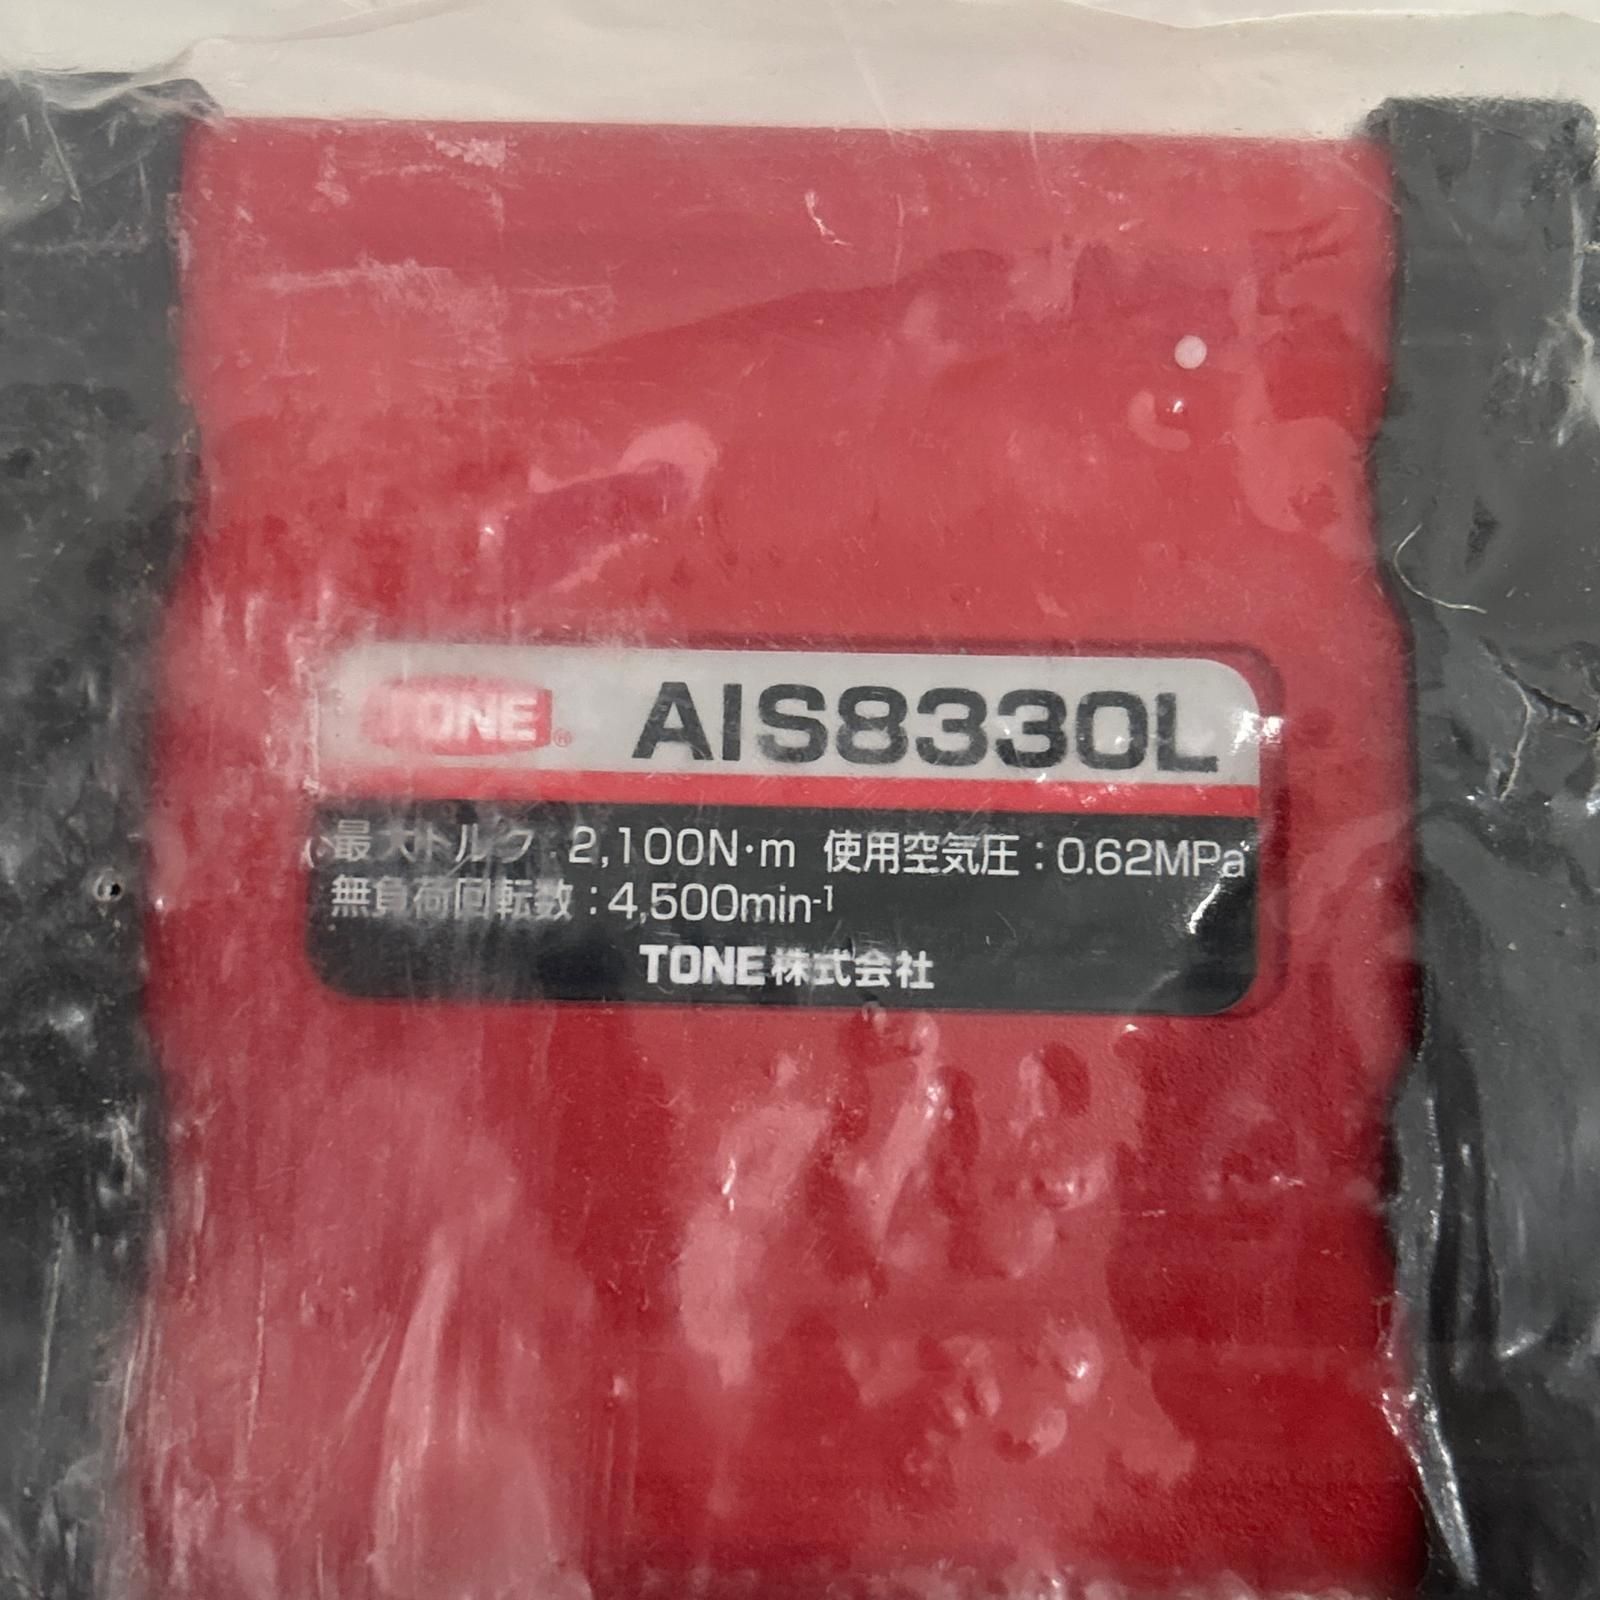 TONE® AIS8330L
最大トルク：2,100N･m 使用空気圧：0.62MPa
無負荷回転数：4,500min-1
TONE株式会社